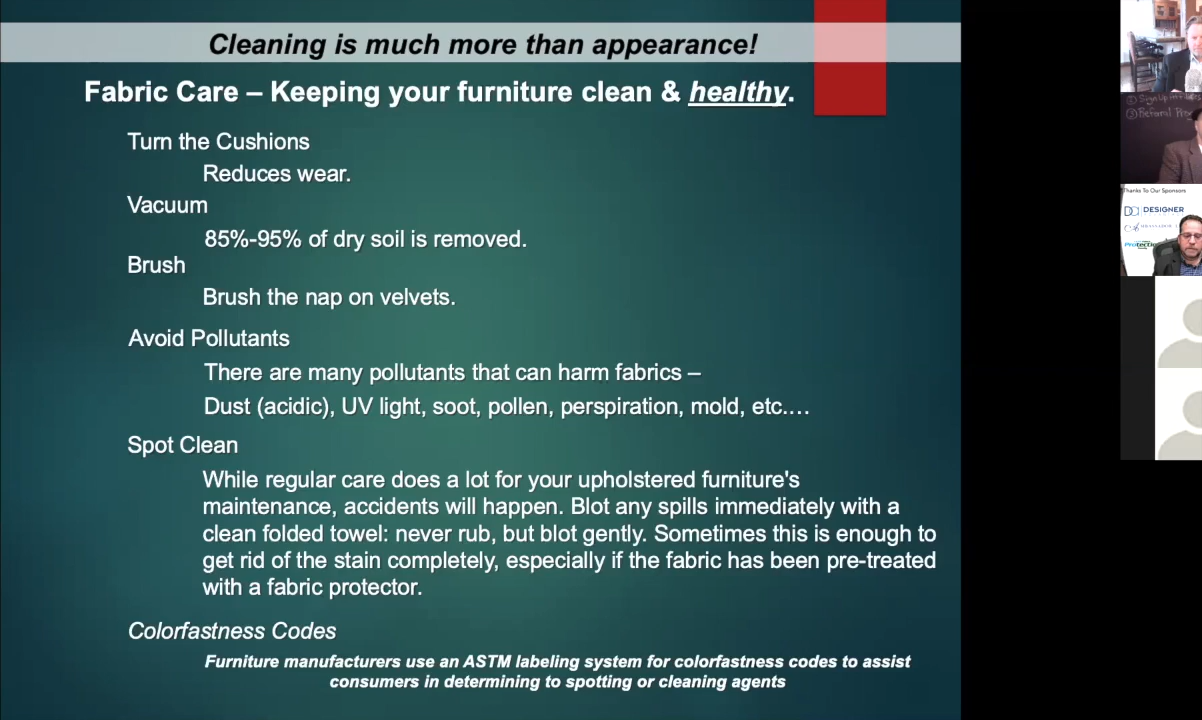 Cleaning is much more than appearance!
Fabric Care – Keeping your furniture clean & healthy.
Turn the Cushions
Reduces wear.
Vacuum
85%-95% of dry soil is removed.
Brush
Brush the nap on velvets.
Avoid Pollutants
There are many pollutants that can harm fabrics –
Dust (acidic), UV light, soot, pollen, perspiration, mold, etc.…
Spot Clean
While regular care does a lot for your upholstered furniture's
maintenance, accidents will happen. Blot any spills immediately with a
clean folded towel: never rub, but blot gently. Sometimes this is enough to
get rid of the stain completely, especially if the fabric has been pre-treated
with a fabric protector.
Colorfastness Codes
Furniture manufacturers use an ASTM labeling system for colorfastness codes to assist
consumers in determining to spotting or cleaning agents
Thanks To Our Sponsors
DESIGNER